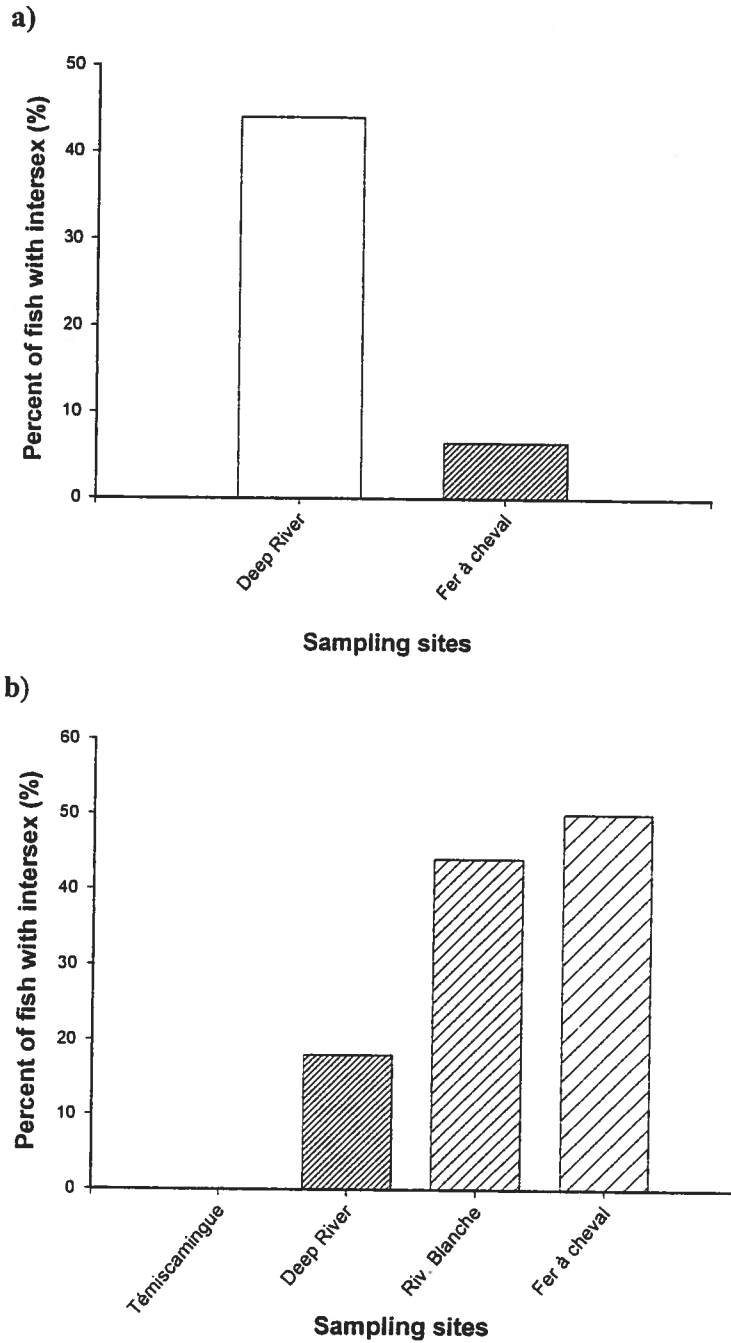 a)
Percent of fish with intersex (%)
50
40
30
20
10
0
Deep River
Fer à cheval
Sampling sites
b)
Percent of fish with intersex (%)
60
50
40
30
20
10
0
Témiscamingue
Deep River
Riv. Blanche
Fer à cheval
Sampling sites